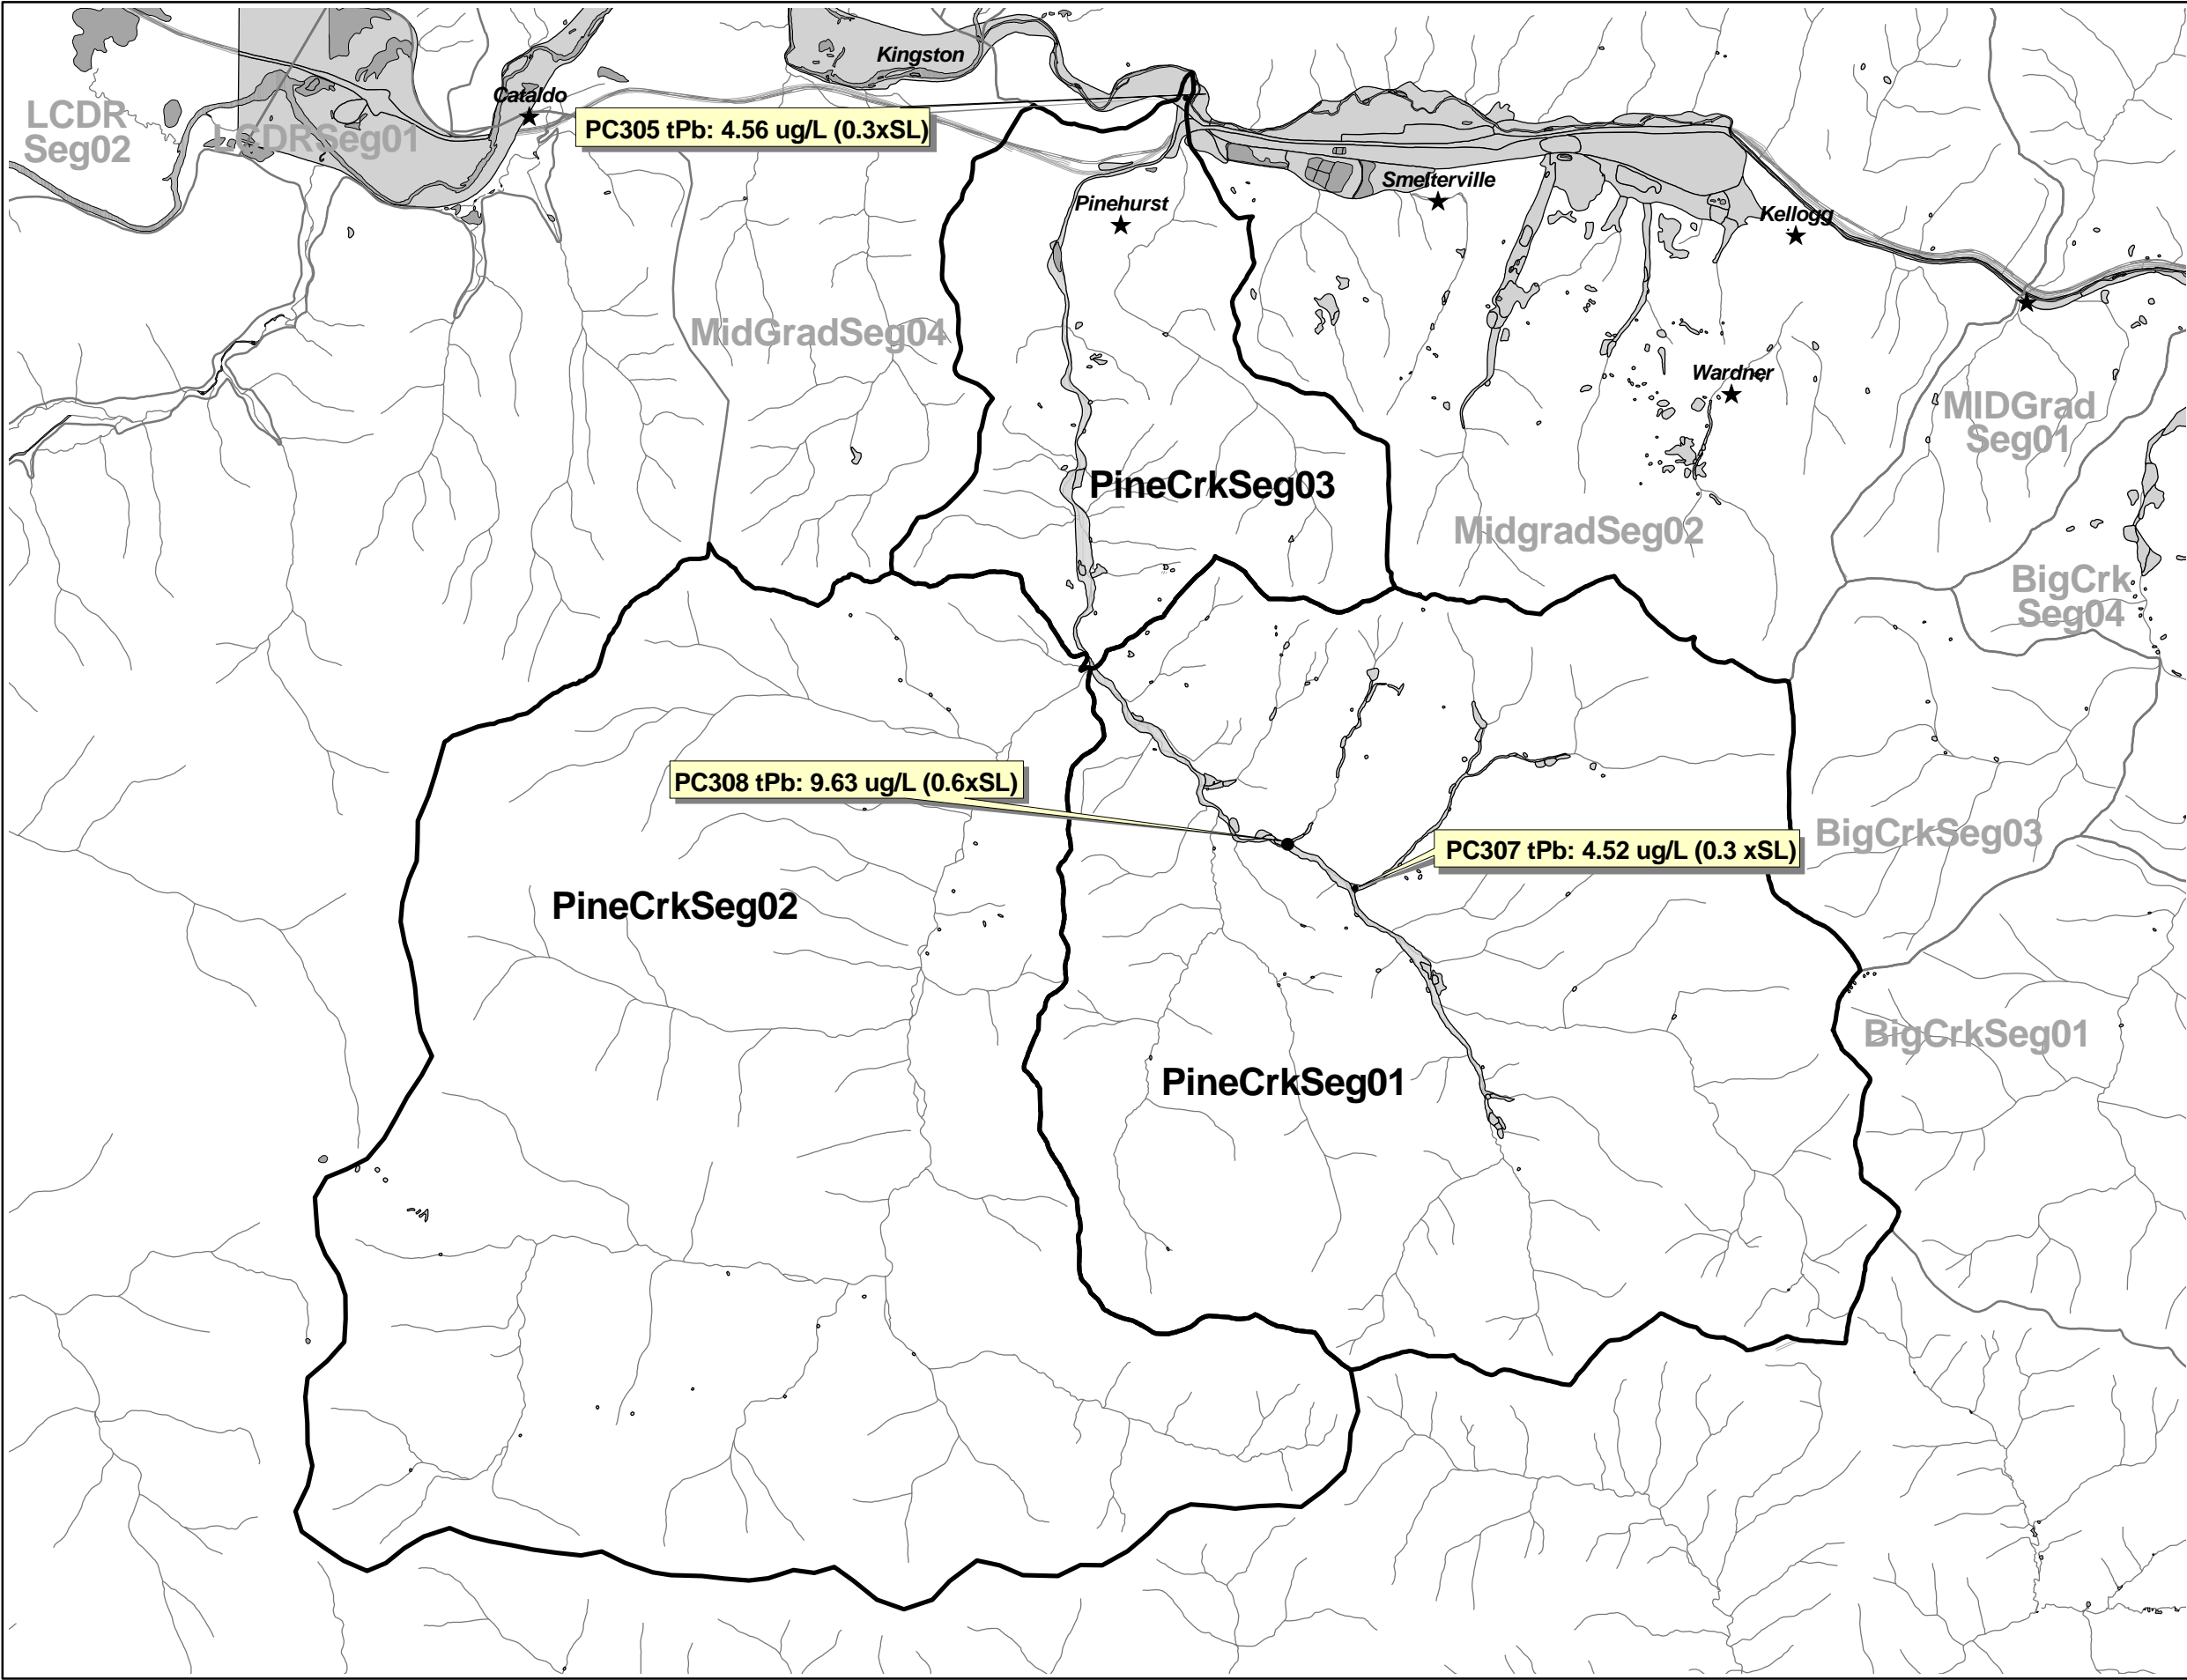 Kingston
Cataldo
LCDR
Seg02
LCDRSeg01
PC305 tPb: 4.56 ug/L (0.3xSL)
Pinehurst
Smelterville
Kellogg
MidGradSeg04
Wardner
MIDGrad
Seg01
PineCrkSeg03
MidgradSeg02
BigCrk
Seg04
PC308 tPb: 9.63 ug/L (0.6xSL)
PC307 tPb: 4.52 ug/L (0.3 xSL)
BigCrkSeg03
PineCrkSeg02
BigCrkSeg01
PineCrkSeg01